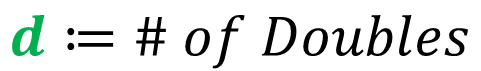 d := # of Doubles